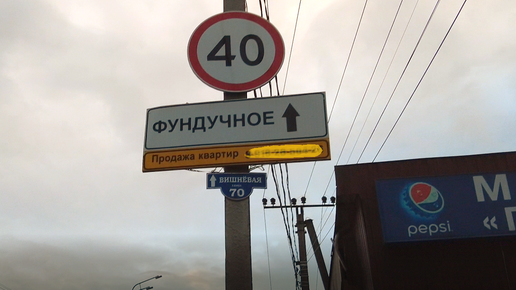 40
ФУНДУЧНОЕ
Продажа квартир
ВИШНЁВАЯ
70
pepsi
М
"П